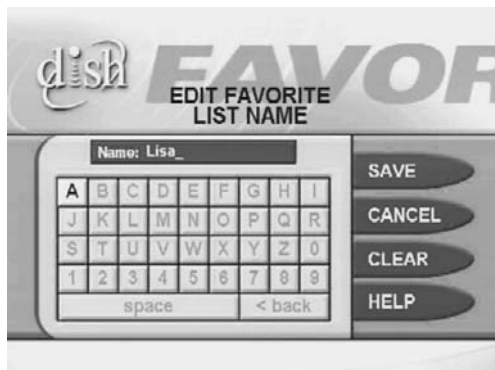 dish
FAVOR
EDIT FAVORITE
LIST NAME
Name: Lisa_
A B C D E F G H I
J K L M N O P Q R
S T U V W X Y Z 0
1 2 3 4 5 6 7 8 9
space < back
SAVE
CANCEL
CLEAR
HELP